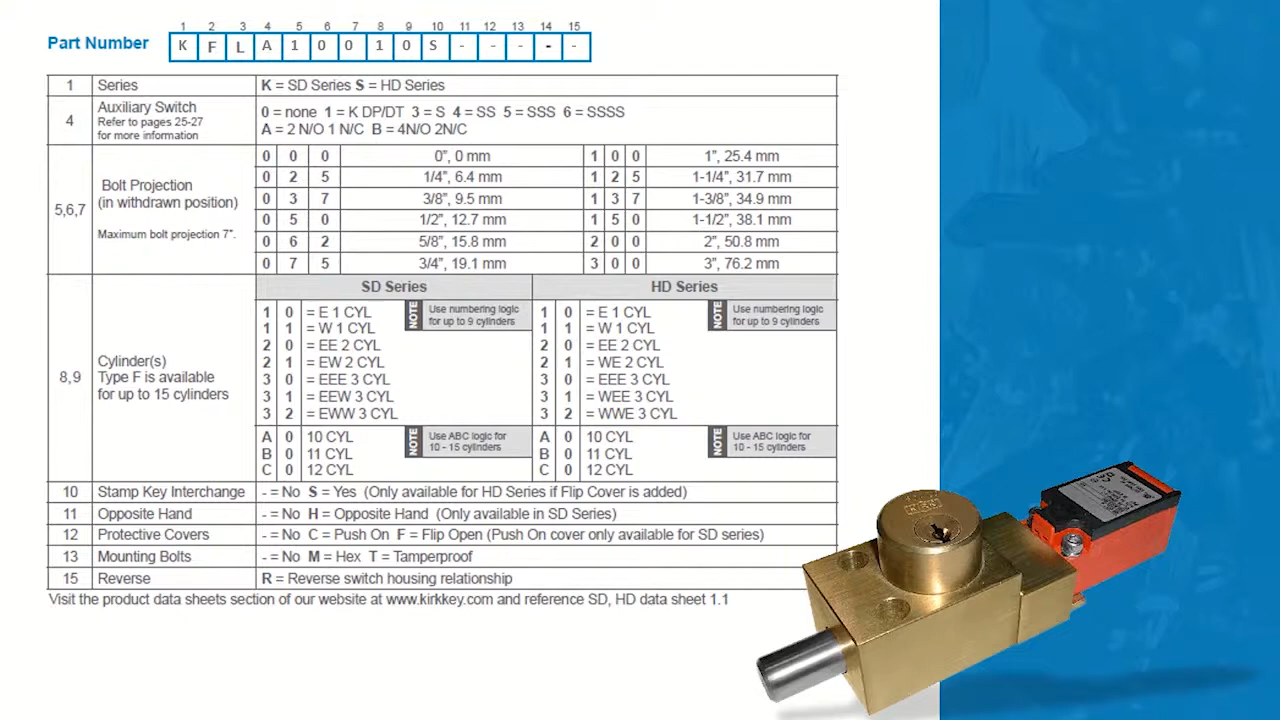 1 2 3 4 5 6 7 8 9 10 11 12 13 14 15
Part Number K F L A 1 0 0 1 0 S - - - - -
1 Series K = SD Series S = HD Series
4 Auxiliary Switch
Refer to pages 25-27
for more information
0 = none 1 = K DP/DT 3 = S 4 = SS 5 = SSS 6 = SSSS
A = 2 N/O 1 N/C B = 4N/O 2N/C
5,6,7 Bolt Projection
(in withdrawn position)
Maximum bolt projection 7".
0 0 0 0", 0 mm 1 0 0 1", 25.4 mm
0 2 5 1/4", 6.4 mm 1 2 5 1-1/4", 31.7 mm
0 3 7 3/8", 9.5 mm 1 3 7 1-3/8", 34.9 mm
0 5 0 1/2", 12.7 mm 1 5 0 1-1/2", 38.1 mm
0 6 2 5/8", 15.8 mm 2 0 0 2", 50.8 mm
0 7 5 3/4", 19.1 mm 3 0 0 3", 76.2 mm
8,9 Cylinder(s)
Type F is available
for up to 15 cylinders
SD Series
1 0 = E 1 CYL
1 1 = W 1 CYL
2 0 = EE 2 CYL
2 1 = EW 2 CYL
3 0 = EEE 3 CYL
3 1 = EEW 3 CYL
3 2 = EWW 3 CYL
NOTE Use numbering logic
for up to 9 cylinders
A 0 10 CYL
B 0 11 CYL
C 0 12 CYL
NOTE Use ABC logic for
10 - 15 cylinders
HD Series
1 0 = E 1 CYL
1 1 = W 1 CYL
2 0 = EE 2 CYL
2 1 = WE 2 CYL
3 0 = EEE 3 CYL
3 1 = WEE 3 CYL
3 2 = WWE 3 CYL
NOTE Use numbering logic
for up to 9 cylinders
A 0 10 CYL
B 0 11 CYL
C 0 12 CYL
NOTE Use ABC logic for
10 - 15 cylinders
10 Stamp Key Interchange - = No S = Yes (Only available for HD Series if Flip Cover is added)
11 Opposite Hand - = No H = Opposite Hand (Only available in SD Series)
12 Protective Covers - = No C = Push On F = Flip Open (Push On cover only available for SD series)
13 Mounting Bolts - = No M = Hex T = Tamperproof
15 Reverse R = Reverse switch housing relationship
Visit the product data sheets section of our website at www.kirkkey.com and reference SD, HD data sheet 1.1